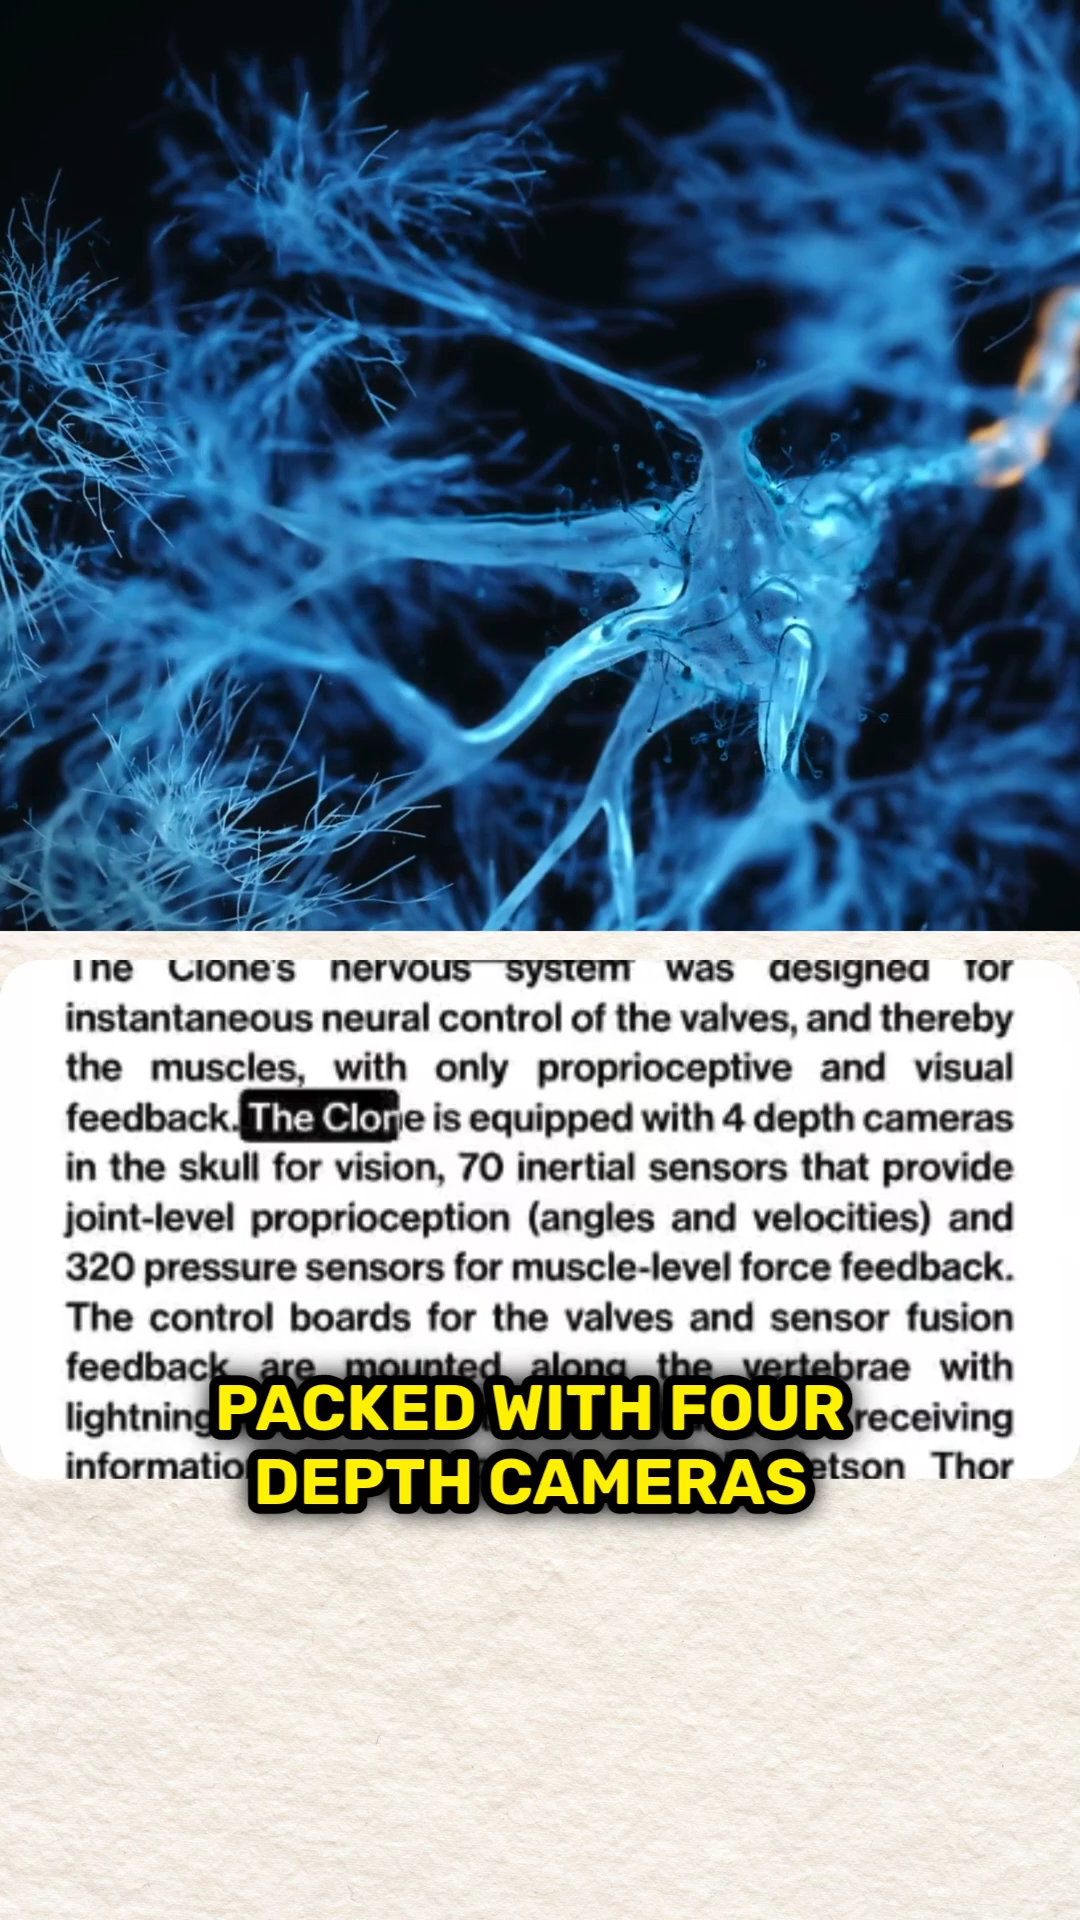 The Clone's nervous system was designed for
instantaneous neural control of the valves, and thereby
the muscles, with only proprioceptive and visual
feedback. The Clone is equipped with 4 depth cameras
in the skull for vision, 70 inertial sensors that provide
joint-level proprioception (angles and velocities) and
320 pressure sensors for muscle-level force feedback.
The control boards for the valves and sensor fusion
feedback are mounted along the vertebrae with
lightning receiving
Thor
PACKED WITH FOUR
DEPTH CAMERAS